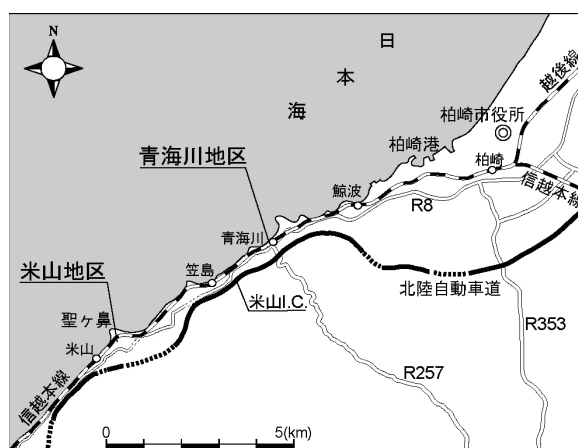 N
日本海
越後線
柏崎市役所
柏崎港
柏崎
信越本線
青海川地区
鯨波
R8
青海川
米山地区
笠島
米山I.C.
北陸自動車道
聖ヶ鼻
米山
R353
R257
信越本線
0 5(km)